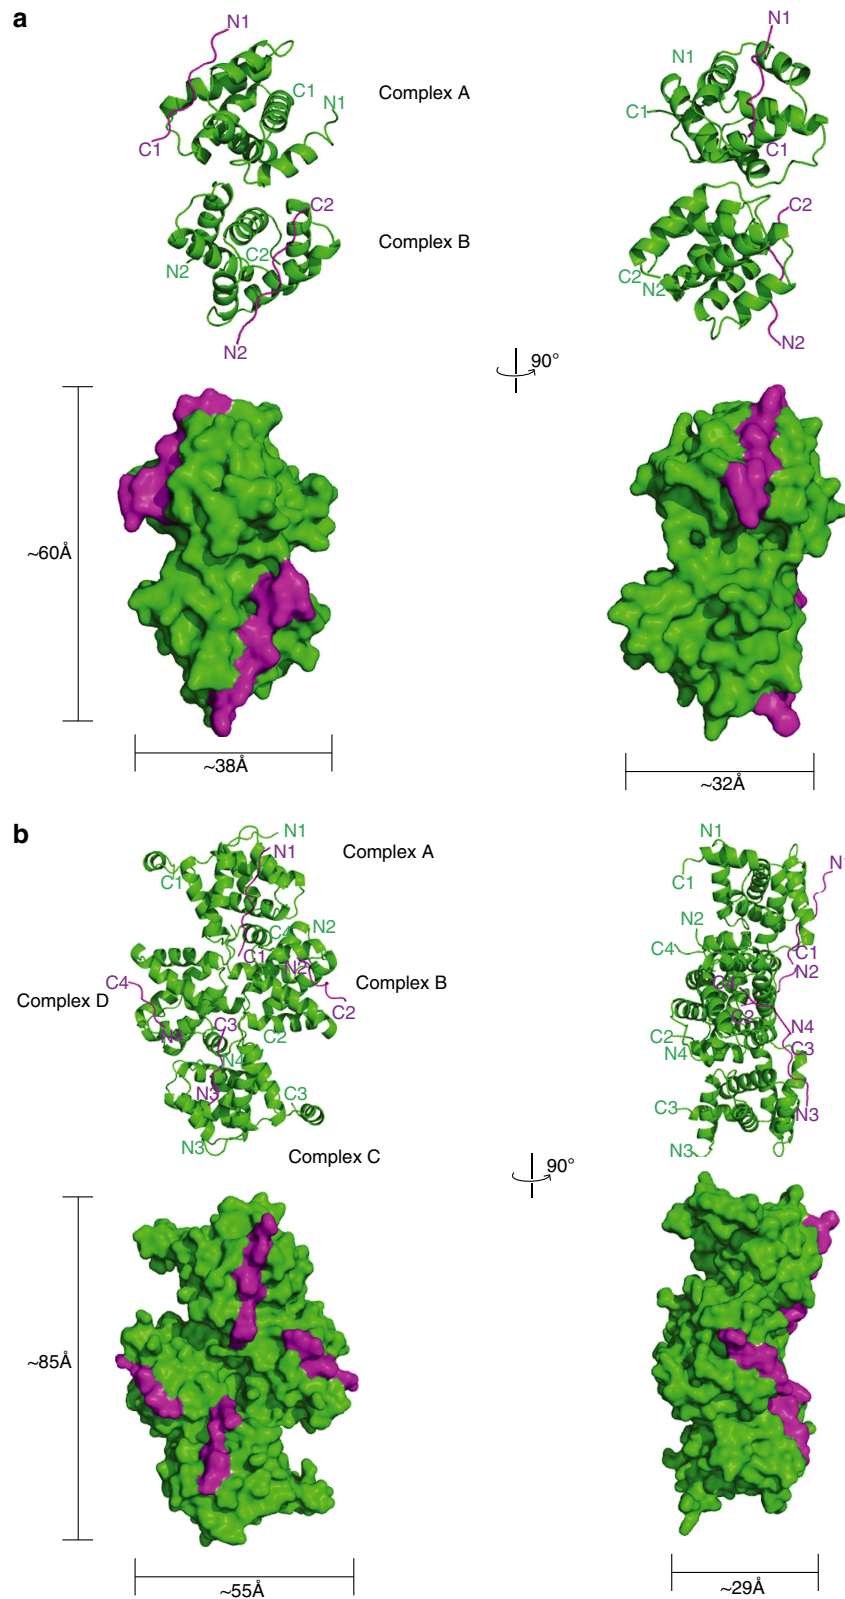 a
N1
C1
N1
Complex A
C1
C2
Complex B
C2
N2
N2
N1
N1
C1
C1
C2
C2
N2
N2
90°
~60Å
~38Å
~32Å
b
N1
N1
Complex A
C1
C4
N2
C1
N2
C4
Complex B
Complex D
C2
C3
N4
C2
N4
C3
N3
N3
Complex C
N1
N
C1
N2
C4
C1
N2
C4
C2
N4
C2
C3
N4
C3
N3
N3
90°
~85Å
~55Å
~29Å